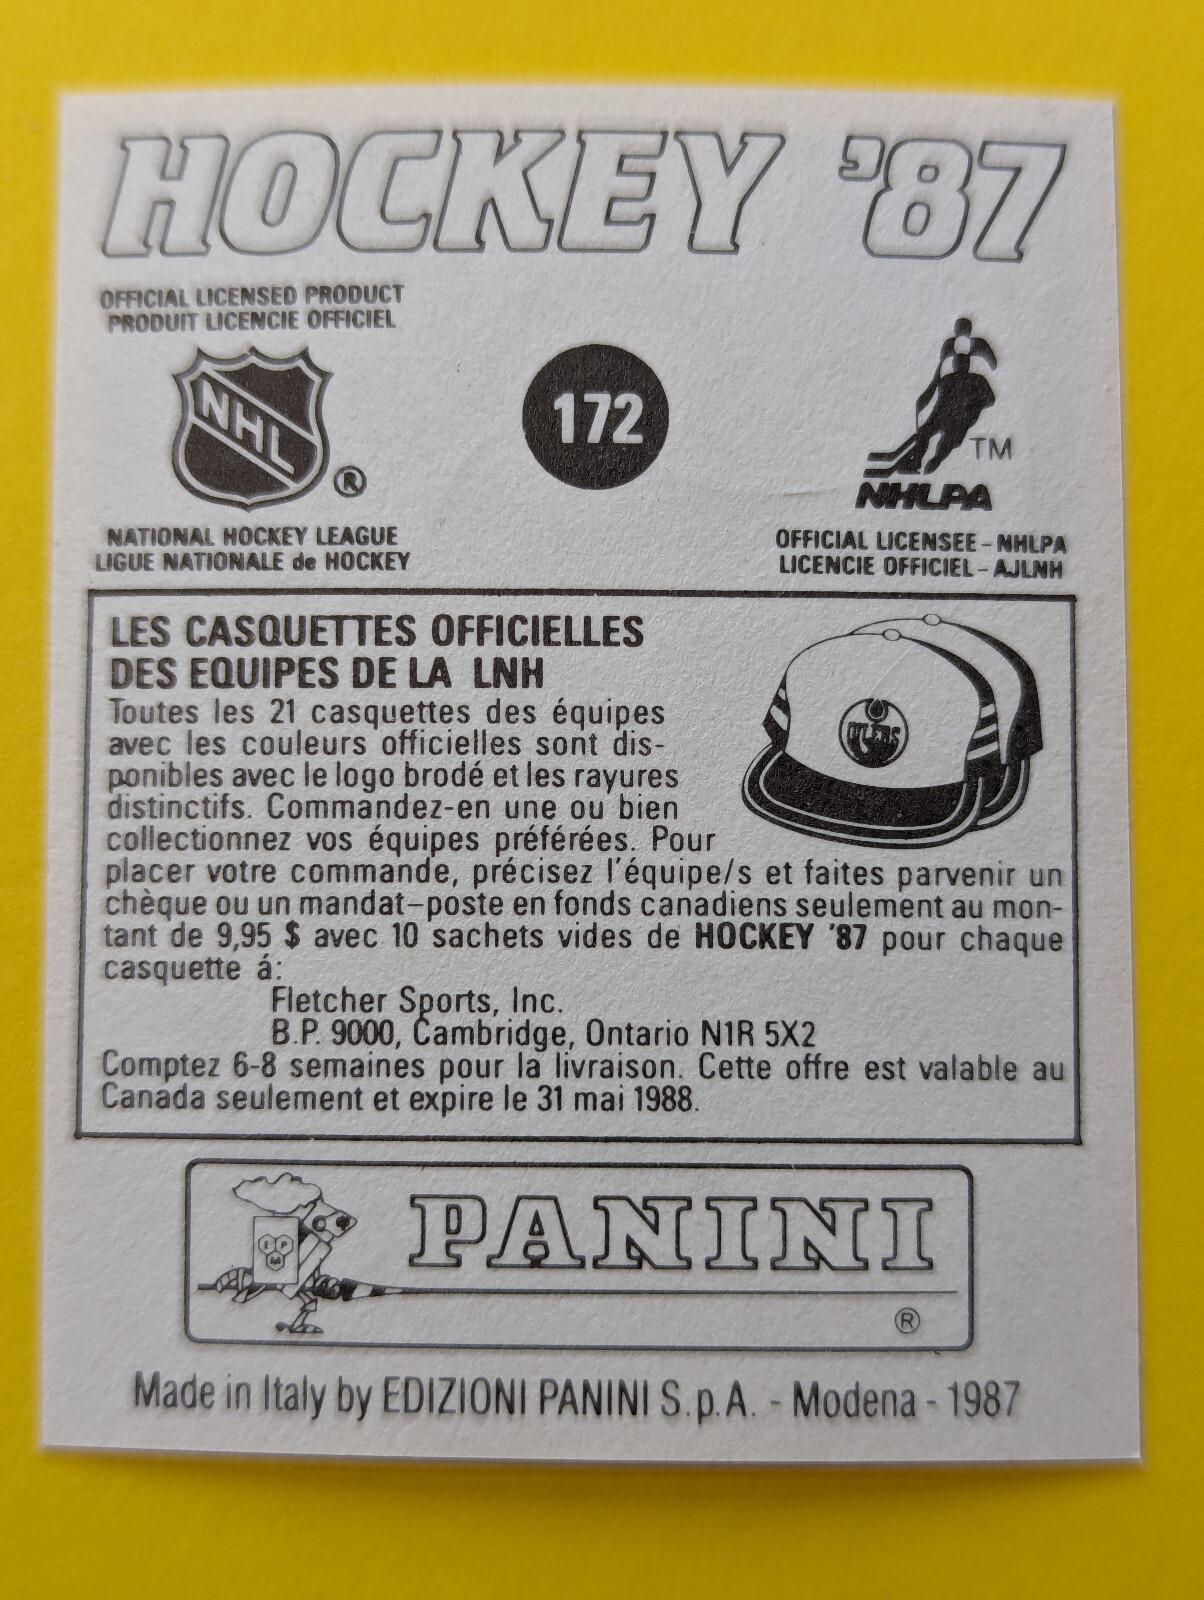 HOCKEY '87
OFFICIAL LICENSED PRODUCT
PRODUIT LICENCIE OFFICIEL
NHL
®
172
TM
NHLPA
NATIONAL HOCKEY LEAGUE
LIGUE NATIONALE de HOCKEY
OFFICIAL LICENSEE – NHLPA
LICENCIE OFFICIEL – AJLNH
LES CASQUETTES OFFICIELLES
DES EQUIPES DE LA LNH
Toutes les 21 casquettes des équipes
avec les couleurs officielles sont dis-
ponibles avec le logo brodé et les rayures
distinctifs. Commandez-en une ou bien
collectionnez vos équipes préférées. Pour
placer votre commande, précisez l'équipe/s et faites parvenir un
chèque ou un mandat–poste en fonds canadiens seulement au mon-
tant de 9,95 $ avec 10 sachets vides de HOCKEY '87 pour chaque
casquette á:
Fletcher Sports, Inc.
B.P. 9000, Cambridge, Ontario N1R 5X2
Comptez 6-8 semaines pour la livraison. Cette offre est valable au
Canada seulement et expire le 31 mai 1988.
OILERS
PANINI
®
Made in Italy by EDIZIONI PANINI S.p.A. - Modena - 1987